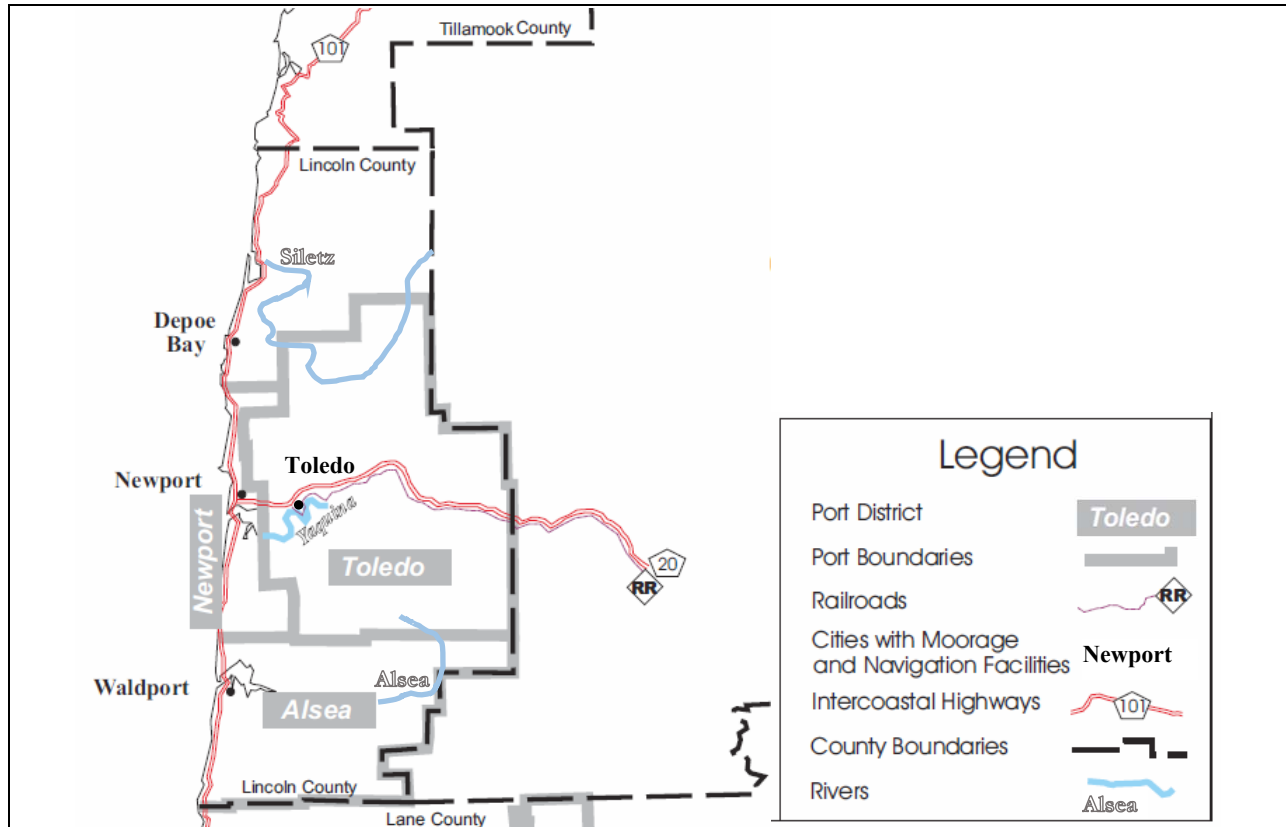 Tillamook County
101
Lincoln County
Siletz
Depoe
Bay
Toledo
Newport
Yaquina
Newport
Toledo
20
RR
Waldport
Alsea
Alsea
Lincoln County
Lane County
Legend
Port District
Toledo
Port Boundaries
Railroads
RR
Cities with Moorage
and Navigation Facilities
Newport
Intercoastal Highways
101
County Boundaries
Rivers
Alsea